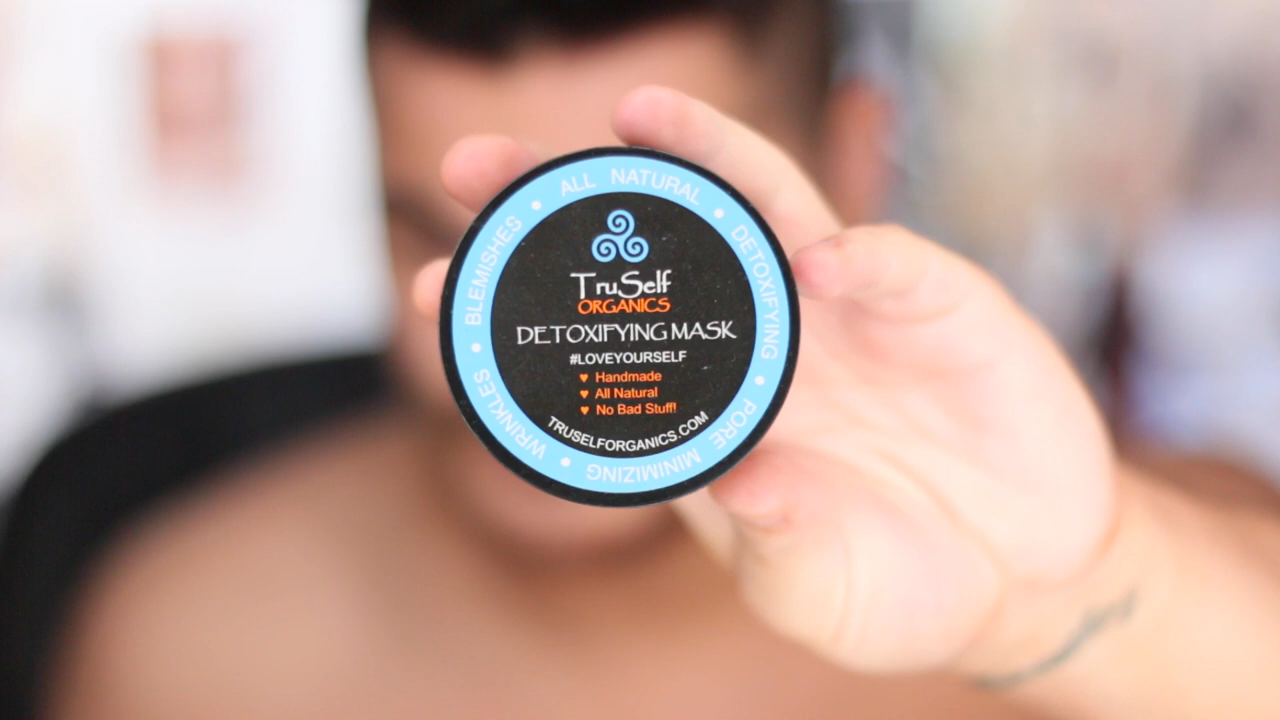 ALL NATURAL • DETOXIFYING • PORE MINIMIZING • WRINKLES • BLEMISHES •
TruSelf
ORGANICS
DETOXIFYING MASK
#LOVEYOURSELF
♥ Handmade
♥ All Natural
♥ No Bad Stuff!
TRUSELFORGANICS.COM